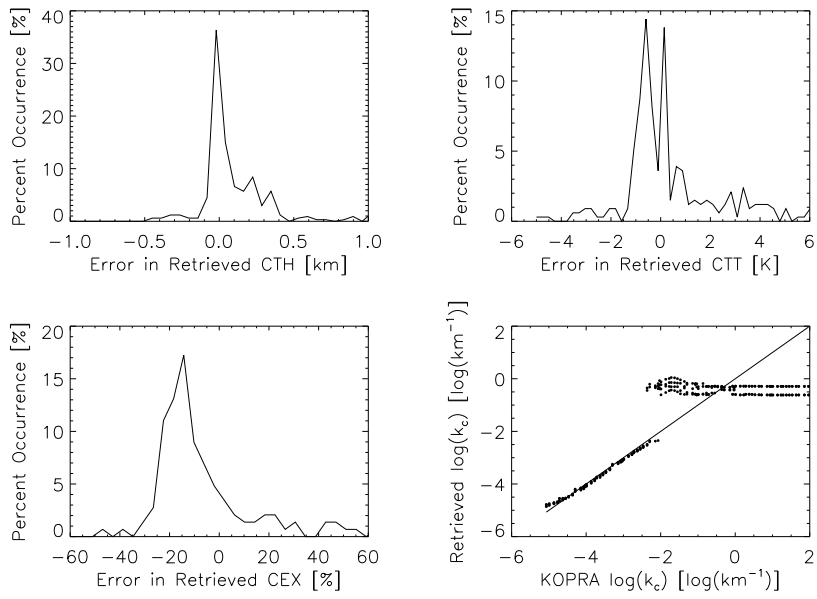 Percent Occurrence [%]
40
30
20
10
0
−1.0 −0.5 0.0 0.5 1.0
Error in Retrieved CTH [km]
Percent Occurrence [%]
15
10
5
0
−6 −4 −2 0 2 4 6
Error in Retrieved CTT [K]
Percent Occurrence [%]
20
15
10
5
0
−60 −40 −20 0 20 40 60
Error in Retrieved CEX [%]
Retrieved log(k_c) [log(km⁻¹)]
2
0
−2
−4
−6
−6 −4 −2 0 2
KOPRA log(k_c) [log(km⁻¹)]